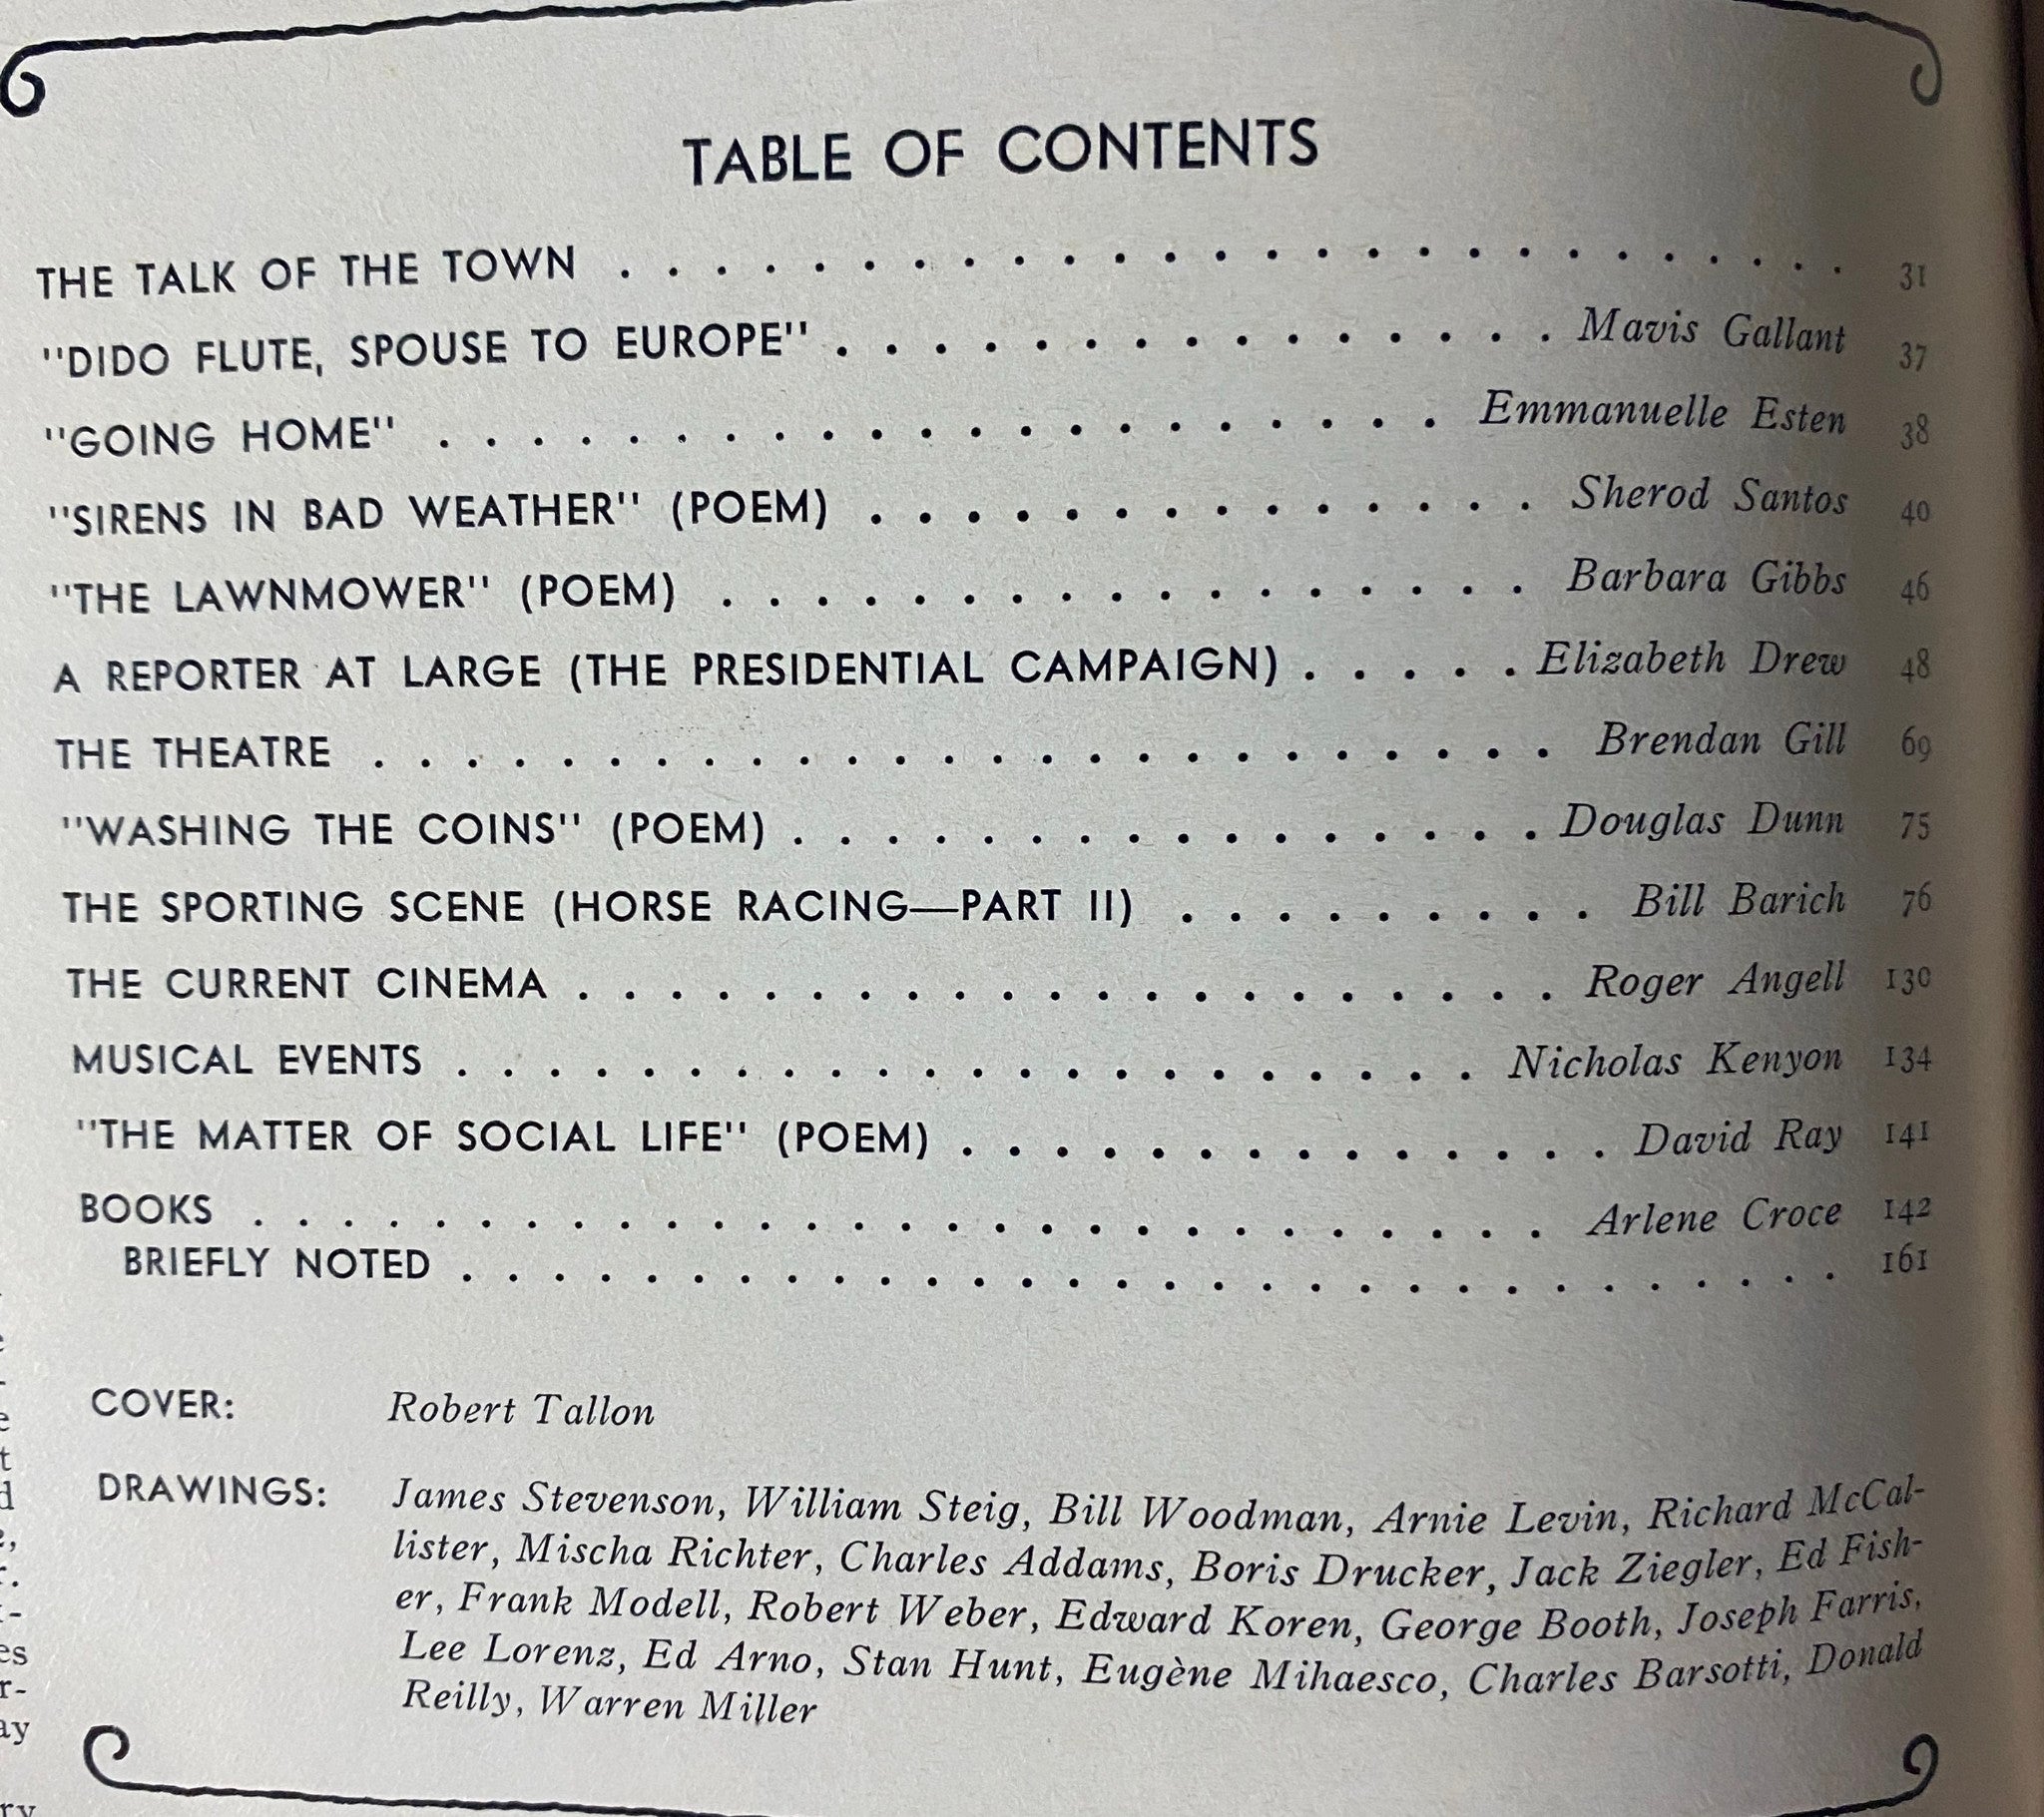 TABLE OF CONTENTS
THE TALK OF THE TOWN . . . . . . . . . . . . . . . . . . . . . . . . . 31
"DIDO FLUTE, SPOUSE TO EUROPE" . . . . . . . . . . . . . . . Mavis Gallant 37
"GOING HOME" . . . . . . . . . . . . . . . . . . . . . Emmanuelle Esten 38
"SIRENS IN BAD WEATHER" (POEM) . . . . . . . . . . . . . . Sherod Santos 40
"THE LAWNMOWER" (POEM) . . . . . . . . . . . . . . . . . Barbara Gibbs 46
A REPORTER AT LARGE (THE PRESIDENTIAL CAMPAIGN) . . . . . Elizabeth Drew 48
THE THEATRE . . . . . . . . . . . . . . . . . . . . . . . . . Brendan Gill 69
"WASHING THE COINS" (POEM) . . . . . . . . . . . . . . . . Douglas Dunn 75
THE SPORTING SCENE (HORSE RACING—PART II) . . . . . . . . . Bill Barich 76
THE CURRENT CINEMA . . . . . . . . . . . . . . . . . . . . . Roger Angell 130
MUSICAL EVENTS . . . . . . . . . . . . . . . . . . . . . . Nicholas Kenyon 134
"THE MATTER OF SOCIAL LIFE" (POEM) . . . . . . . . . . . . . . David Ray 141
BOOKS . . . . . . . . . . . . . . . . . . . . . . . . . . . . Arlene Croce 142
BRIEFLY NOTED . . . . . . . . . . . . . . . . . . . . . . . . . . . . . 161
COVER: Robert Tallon
DRAWINGS: James Stevenson, William Steig, Bill Woodman, Arnie Levin, Richard McCal-
lister, Mischa Richter, Charles Addams, Boris Drucker, Jack Ziegler, Ed Fish-
er, Frank Modell, Robert Weber, Edward Koren, George Booth, Joseph Farris,
Lee Lorenz, Ed Arno, Stan Hunt, Eugène Mihaesco, Charles Barsotti, Donald
Reilly, Warren Miller